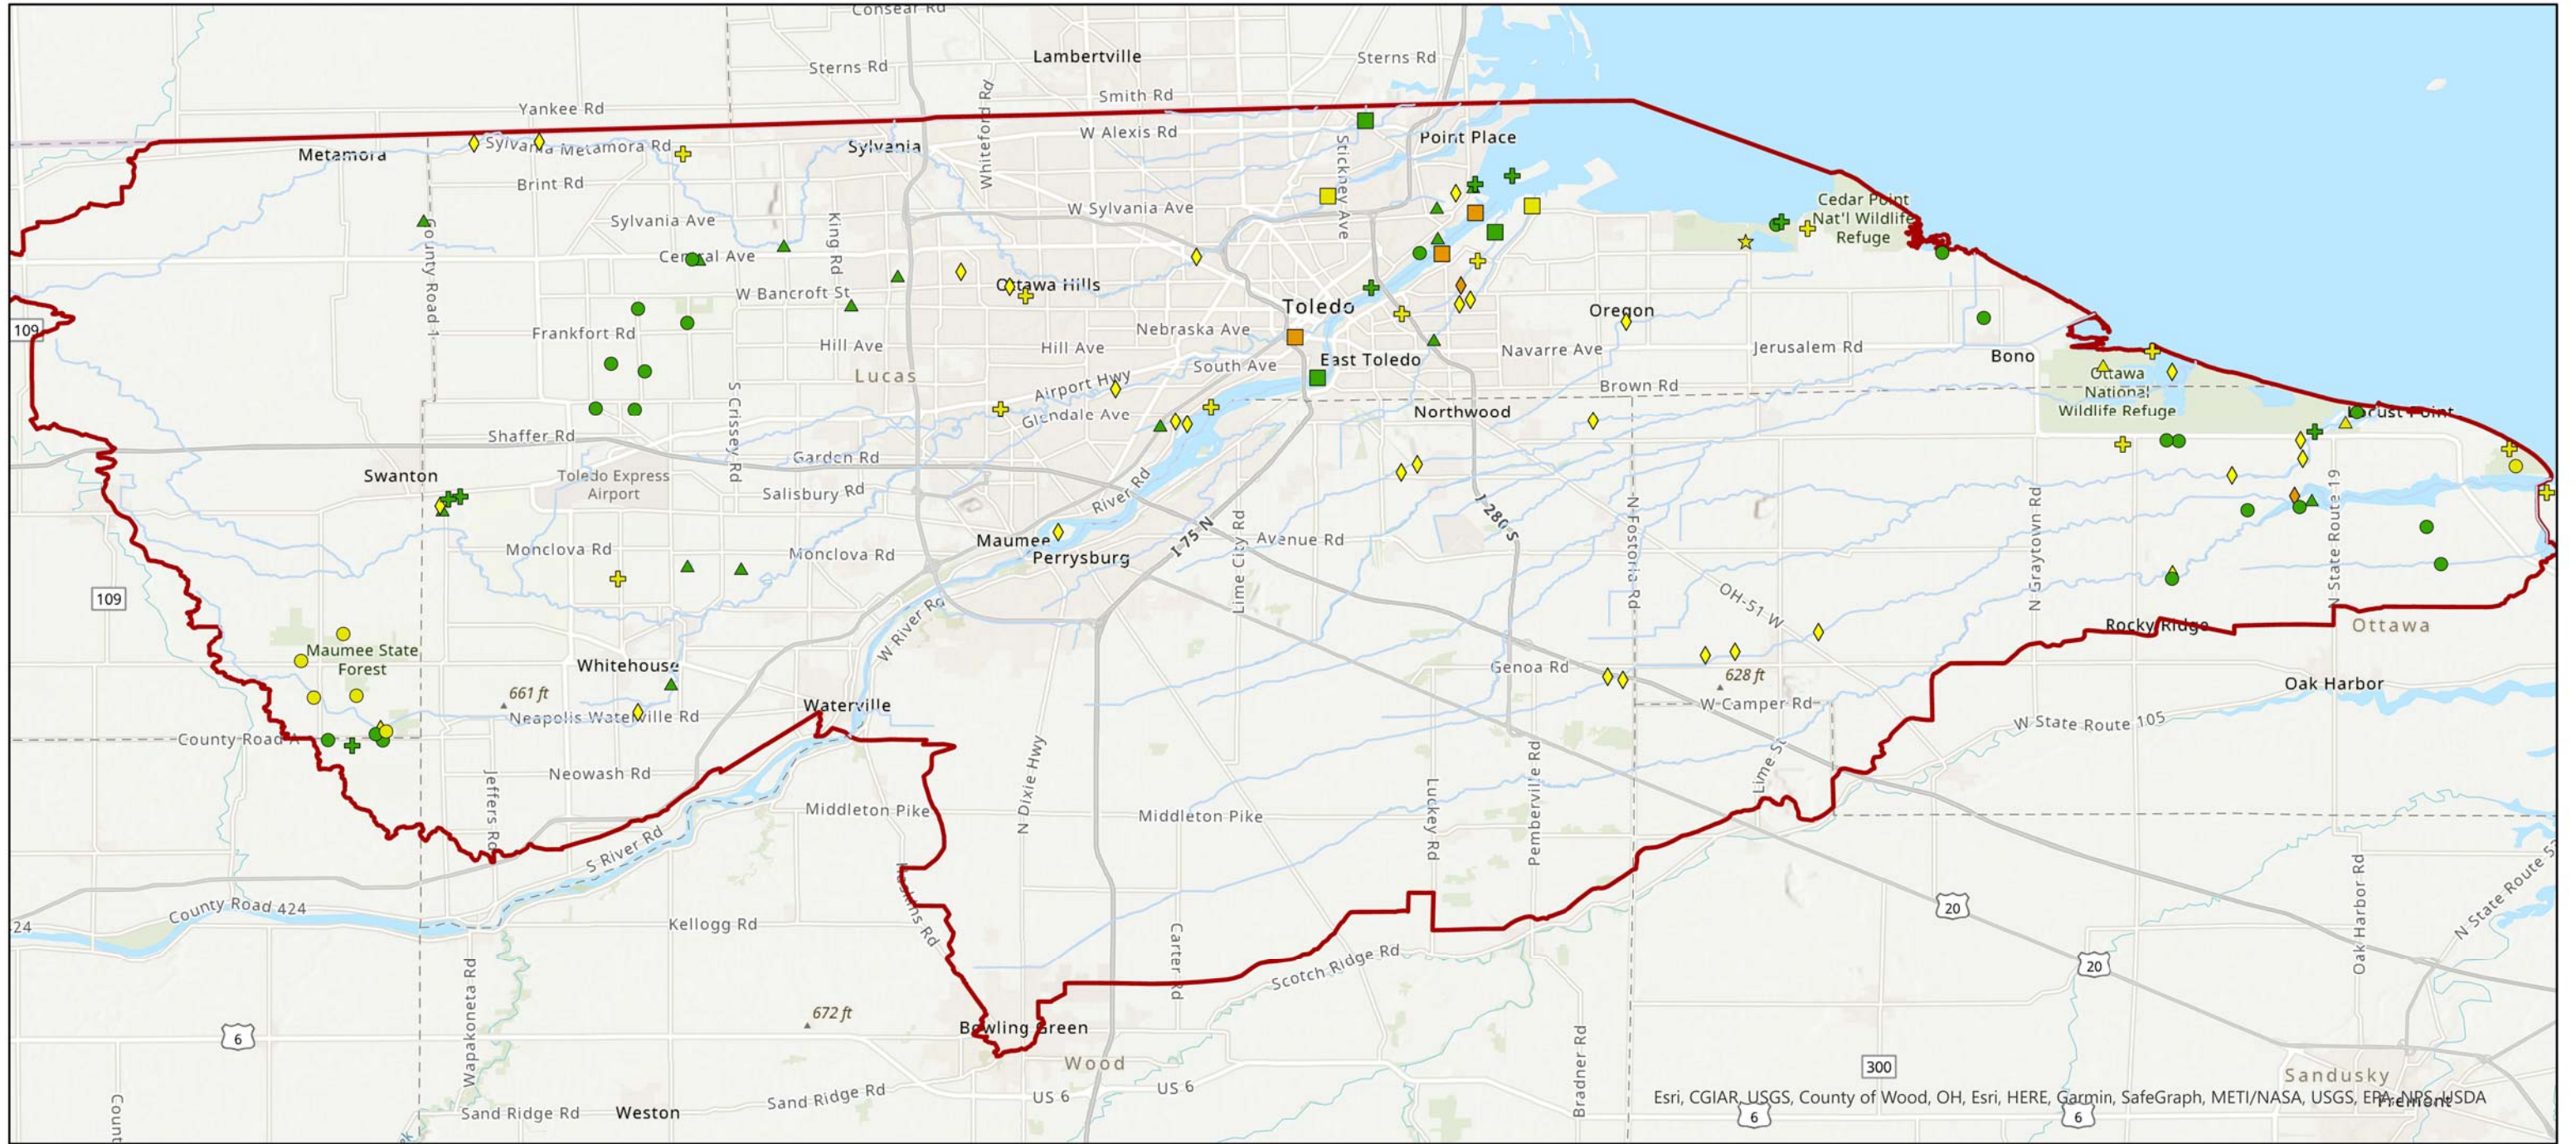 Consear Rd
Lambertville
Sterns Rd
Sterns Rd
Smith Rd
Yankee Rd
W Alexis Rd
Point Place
Metamora
Sylvania Metamora Rd
Sylvania
Whiteford Rd
Stickney Ave
Brint Rd
Sylvania Ave
W Sylvania Ave
King Rd
Cedar Point
Nat'l Wildlife
Refuge
Central Ave
County Road 1
W Bancroft St
Ottawa Hills
Toledo
Oregon
109
Frankfort Rd
Nebraska Ave
Hill Ave
Hill Ave
Navarre Ave
Jerusalem Rd
Bono
East Toledo
South Ave
Lucas
Airport Hwy
Brown Rd
Ottawa
National
Wildlife Refuge
S Crissey Rd
Glendale Ave
Northwood
Locust Point
Shaffer Rd
Garden Rd
Swanton
Toledo Express
Airport
Salisbury Rd
River Rd
I 280 S
N Fostoria Rd
N Graytown Rd
N State Route 19
I 75 N
Lime City Rd
Monclova Rd
Monclova Rd
Maumee
Perrysburg
Avenue Rd
109
OH-51 W
W River Rd
Rocky Ridge
Ottawa
Maumee State
Forest
Whitehouse
Genoa Rd
628 ft
Oak Harbor
661 ft
Waterville
W Camper Rd
Neapolis Waterville Rd
W State Route 105
County Road A
Neowash Rd
Lime St
Jeffers Rd
N Dixie Hwy
Luckey Rd
Pemberville Rd
Middleton Pike
Middleton Pike
S River Rd
Haskins Rd
Oak Harbor Rd
N State Route 53
County Road 424
24
Kellogg Rd
20
Carter Rd
Scotch Ridge Rd
20
Wapakoneta Rd
672 ft
6
Bowling Green
Wood
Bradner Rd
300
Sandusky
US 6
US 6
Count
Sand Ridge Rd
Weston
Sand Ridge Rd
Esri, CGIAR, USGS, County of Wood, OH, Esri, HERE, Garmin, SafeGraph, METI/NASA, USGS, EPA, NPS, USDA
Fremont
6
6